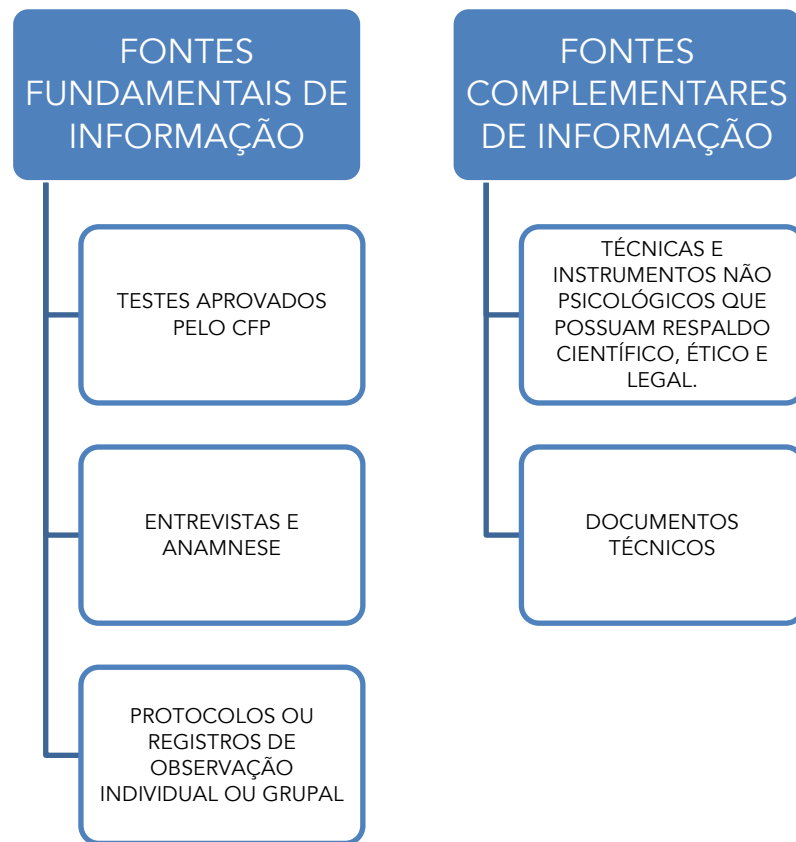 FONTES
FUNDAMENTAIS DE
INFORMAÇÃO
TESTES APROVADOS
PELO CFP
ENTREVISTAS E
ANAMNESE
PROTOCOLOS OU
REGISTROS DE
OBSERVAÇÃO
INDIVIDUAL OU GRUPAL
FONTES
COMPLEMENTARES
DE INFORMAÇÃO
TÉCNICAS E
INSTRUMENTOS NÃO
PSICOLÓGICOS QUE
POSSUAM RESPALDO
CIENTÍFICO, ÉTICO E
LEGAL.
DOCUMENTOS
TÉCNICOS